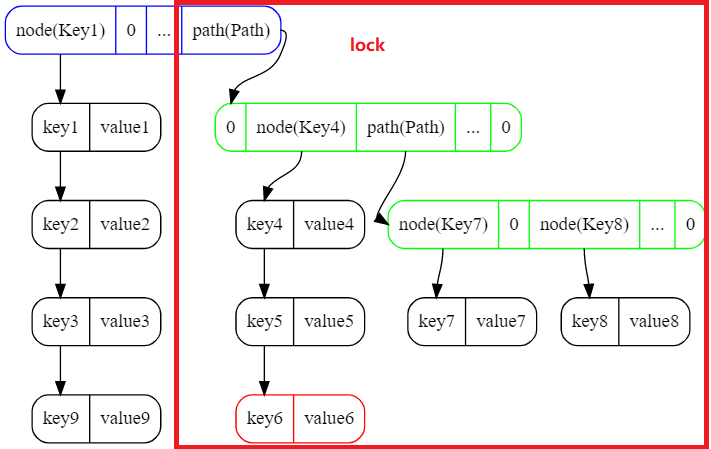 node(Key1) 0 ... path(Path)
lock
key1 value1
0 node(Key4) path(Path) ... 0
key2 value2
key4 value4
node(Key7) 0 node(Key8) ... 0
key3 value3
key5 value5
key7 value7
key8 value8
key9 value9
key6 value6